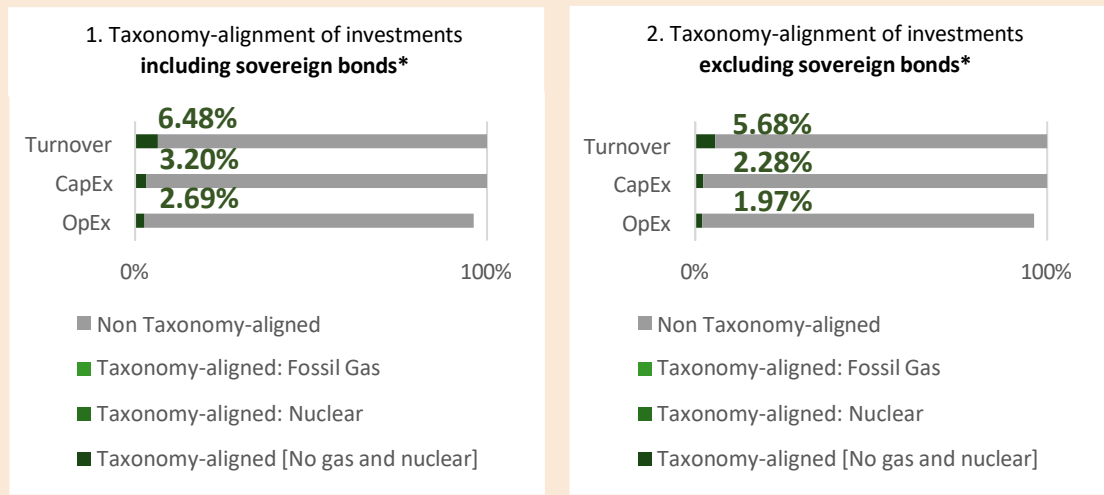 1. Taxonomy-alignment of investments
including sovereign bonds*
6.48%
Turnover
3.20%
CapEx
2.69%
OpEx
0%
100%
Non Taxonomy-aligned
Taxonomy-aligned: Fossil Gas
Taxonomy-aligned: Nuclear
Taxonomy-aligned [No gas and nuclear]
2. Taxonomy-alignment of investments
excluding sovereign bonds*
5.68%
Turnover
2.28%
CapEx
1.97%
OpEx
0%
100%
Non Taxonomy-aligned
Taxonomy-aligned: Fossil Gas
Taxonomy-aligned: Nuclear
Taxonomy-aligned [No gas and nuclear]